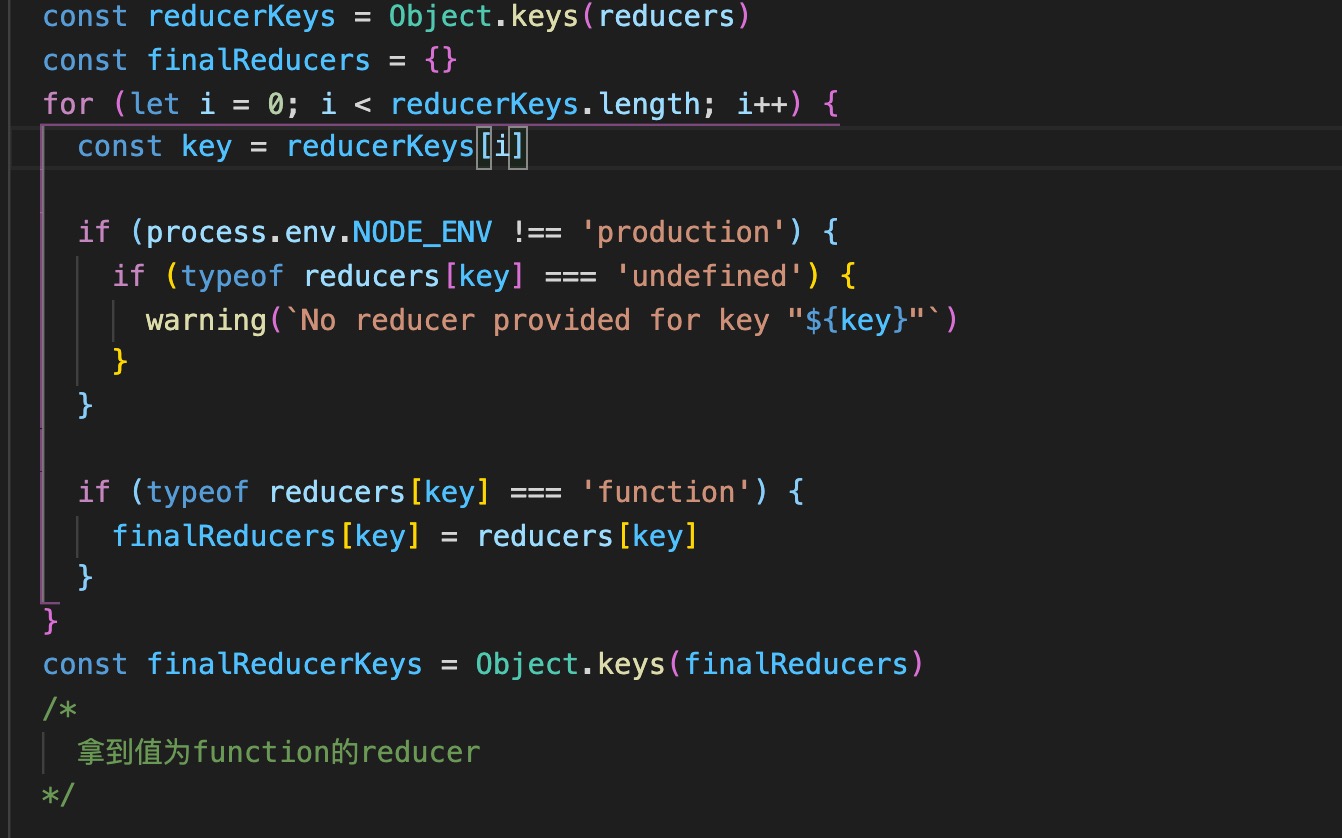 const reducerKeys = Object.keys(reducers)
const finalReducers = {}
for (let i = 0; i < reducerKeys.length; i++) {
  const key = reducerKeys[i]
  if (process.env.NODE_ENV !== 'production') {
    if (typeof reducers[key] === 'undefined') {
      warning(`No reducer provided for key "${key}"`)
    }
  }
  if (typeof reducers[key] === 'function') {
    finalReducers[key] = reducers[key]
  }
}
const finalReducerKeys = Object.keys(finalReducers)
/*
  拿到值为function的reducer
*/